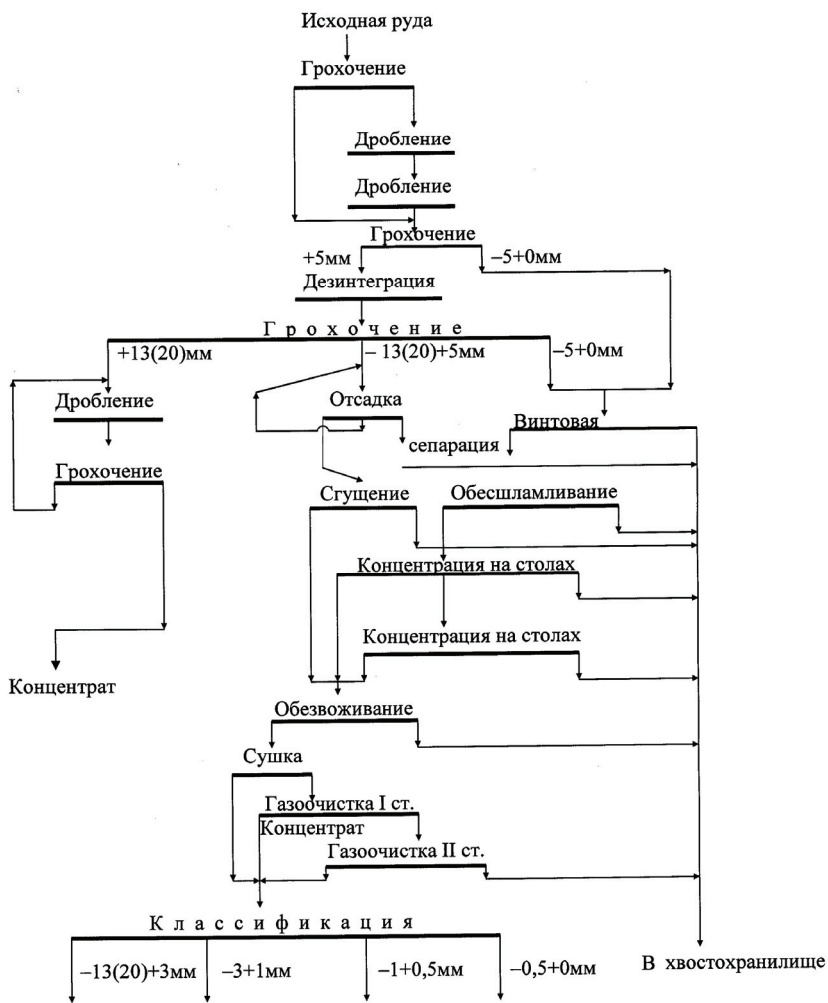 Исходная руда
Грохочение
Дробление
Дробление
Грохочение
+5мм
–5+0мм
Дезинтеграция
Грохочение
+13(20)мм
– 13(20)+5мм
–5+0мм
Дробление
Отсадка
Винтовая
сепарация
Грохочение
Сгущение
Обесшламливание
Концентрация на столах
Концентрация на столах
Концентрат
Обезвоживание
Сушка
Газоочистка I ст.
Концентрат
Газоочистка II ст.
Классификация
–13(20)+3мм
–3+1мм
–1+0,5мм
–0,5+0мм
В хвостохранилище